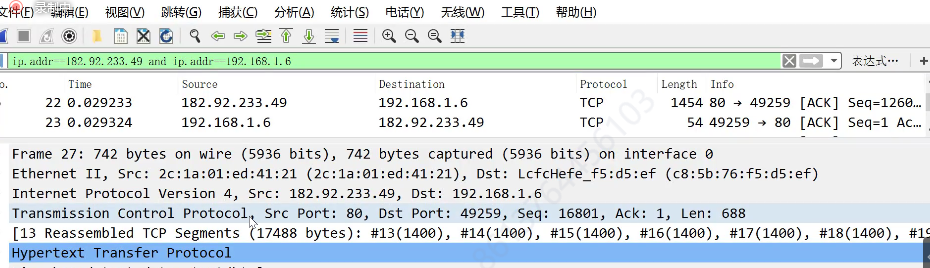 文件(F) 编辑(E) 视图(V) 跳转(G) 捕获(C) 分析(A) 统计(S) 电话(Y) 无线(W) 工具(T) 帮助(H)
ip.addr==182.92.233.49 and ip.addr==192.168.1.6 表达式… +
No. Time Source Destination Protocol Length Info
22 0.029233 182.92.233.49 192.168.1.6 TCP 1454 80 → 49259 [ACK] Seq=1260…
23 0.029324 192.168.1.6 182.92.233.49 TCP 54 49259 → 80 [ACK] Seq=1 Ac…
Frame 27: 742 bytes on wire (5936 bits), 742 bytes captured (5936 bits) on interface 0
Ethernet II, Src: 2c:1a:01:ed:41:21 (2c:1a:01:ed:41:21), Dst: LcfcHefe_f5:d5:ef (c8:5b:76:f5:d5:ef)
Internet Protocol Version 4, Src: 182.92.233.49, Dst: 192.168.1.6
Transmission Control Protocol, Src Port: 80, Dst Port: 49259, Seq: 16801, Ack: 1, Len: 688
[13 Reassembled TCP Segments (17488 bytes): #13(1400), #14(1400), #15(1400), #16(1400), #17(1400), #18(1400), #19
Hypertext Transfer Protocol